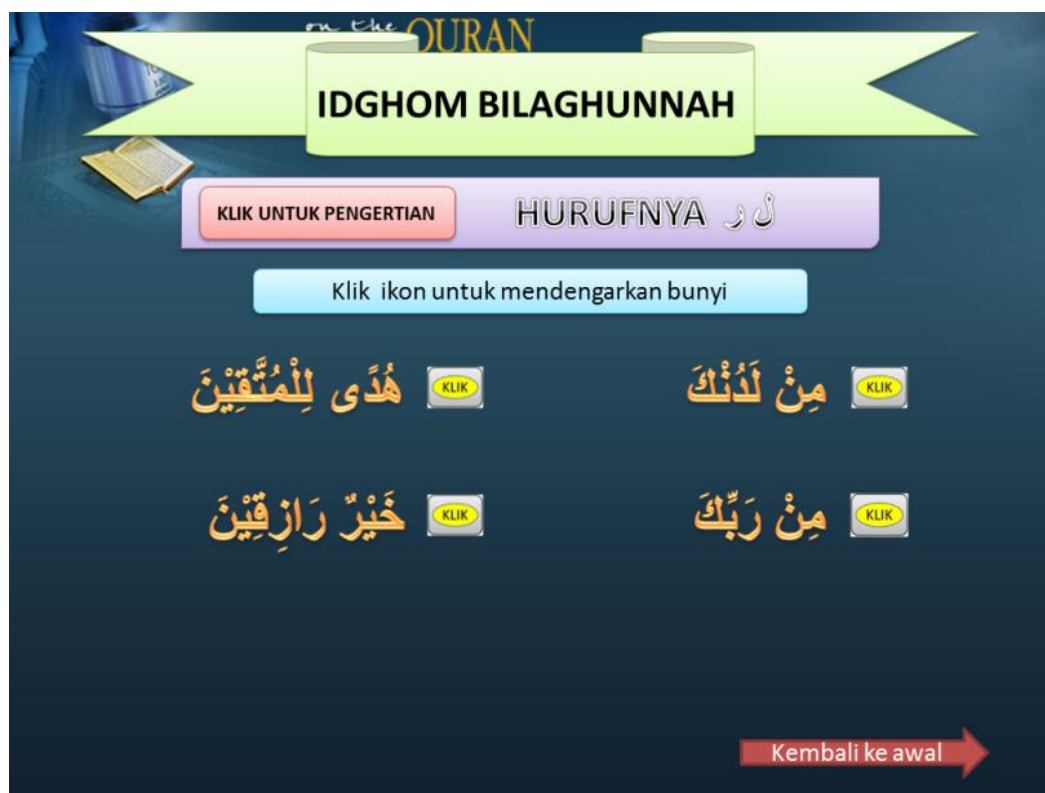 on the QURAN
IDGHOM BILAGHUNNAH
KLIK UNTUK PENGERTIAN
HURUFNYA ل ر
Klik ikon untuk mendengarkan bunyi
مِنْ لَدُنْكَ KLIK
هُدًى لِلْمُتَّقِيْنَ KLIK
مِنْ رَبِّكَ KLIK
خَيْرٌ رَازِقِيْنَ KLIK
Kembali ke awal